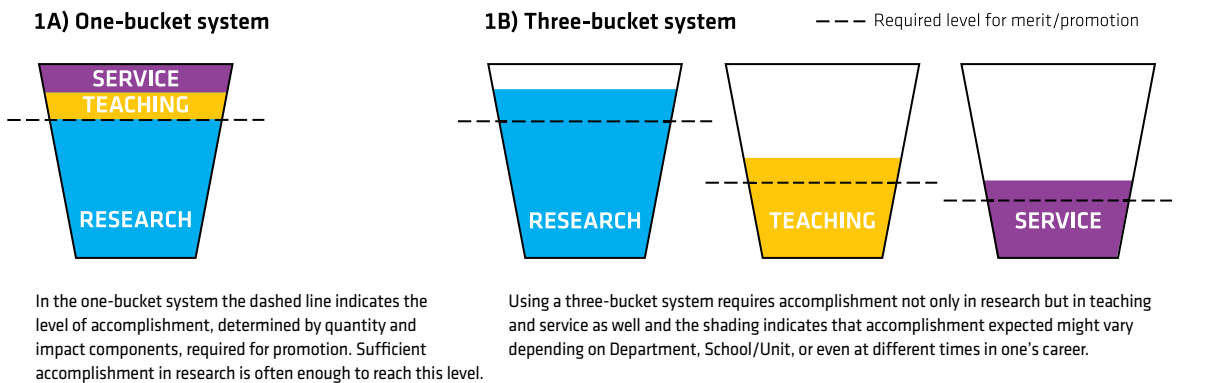 1A) One-bucket system
1B) Three-bucket system
Required level for merit/promotion
SERVICE
TEACHING
RESEARCH
RESEARCH
TEACHING
SERVICE
In the one-bucket system the dashed line indicates the
level of accomplishment, determined by quantity and
impact components, required for promotion. Sufficient
accomplishment in research is often enough to reach this level.
Using a three-bucket system requires accomplishment not only in research but in teaching
and service as well and the shading indicates that accomplishment expected might vary
depending on Department, School/Unit, or even at different times in one's career.